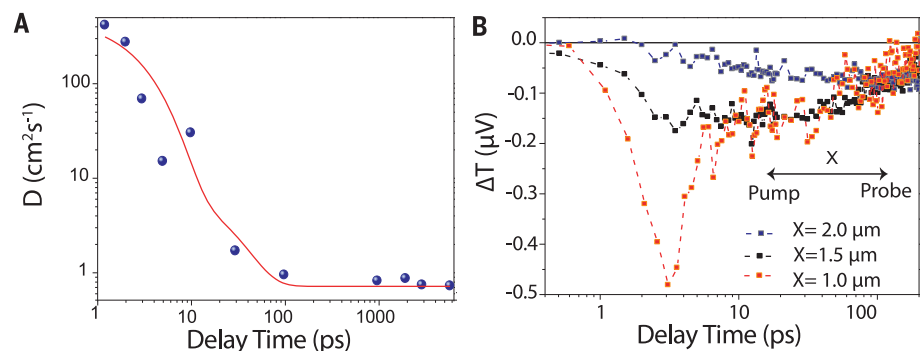 A
D (cm²s⁻¹)
100
10
1
1
10
100
1000
Delay Time (ps)
B
ΔT (µV)
0.0
-0.1
-0.2
-0.3
-0.4
-0.5
X
Pump
Probe
X= 2.0 µm
X=1.5 µm
X= 1.0 µm
1
10
100
Delay Time (ps)